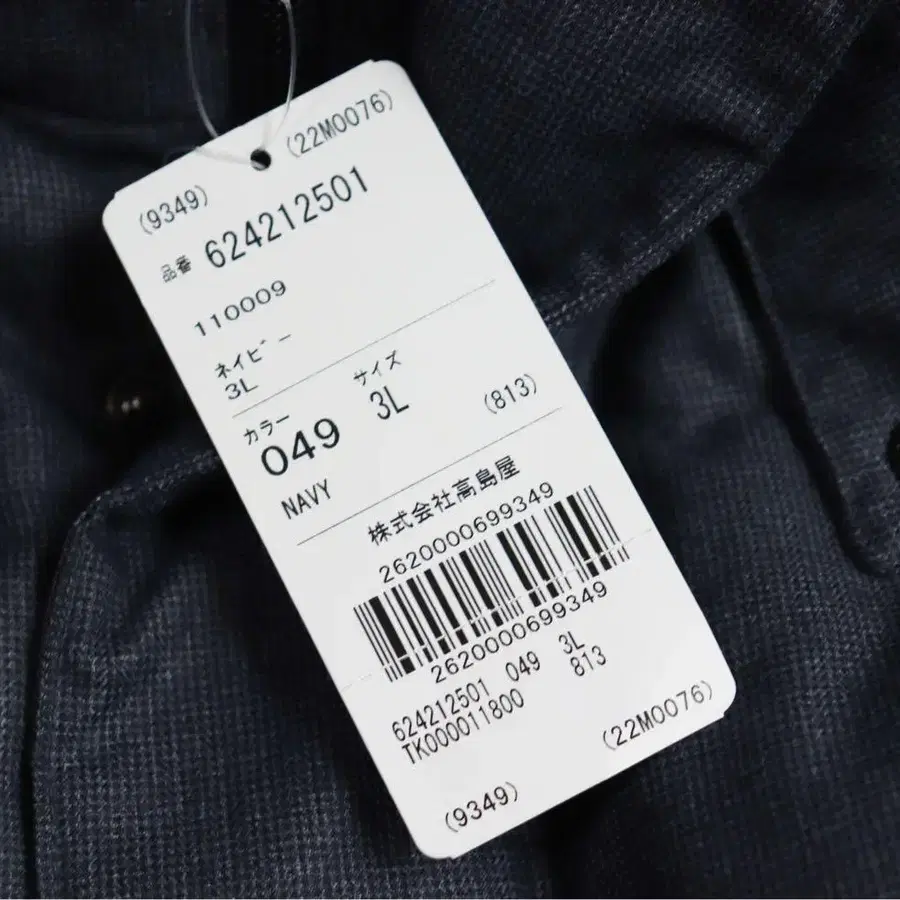 (9349) (22M0076)
品番 624212501
110009
ネイビー
3L
カラー サイズ
049 3L (813)
NAVY
株式会社高島屋
2620000699349
2620000699349
624212501 049 3L
TK000011800 813
(22M0076)
(9349)